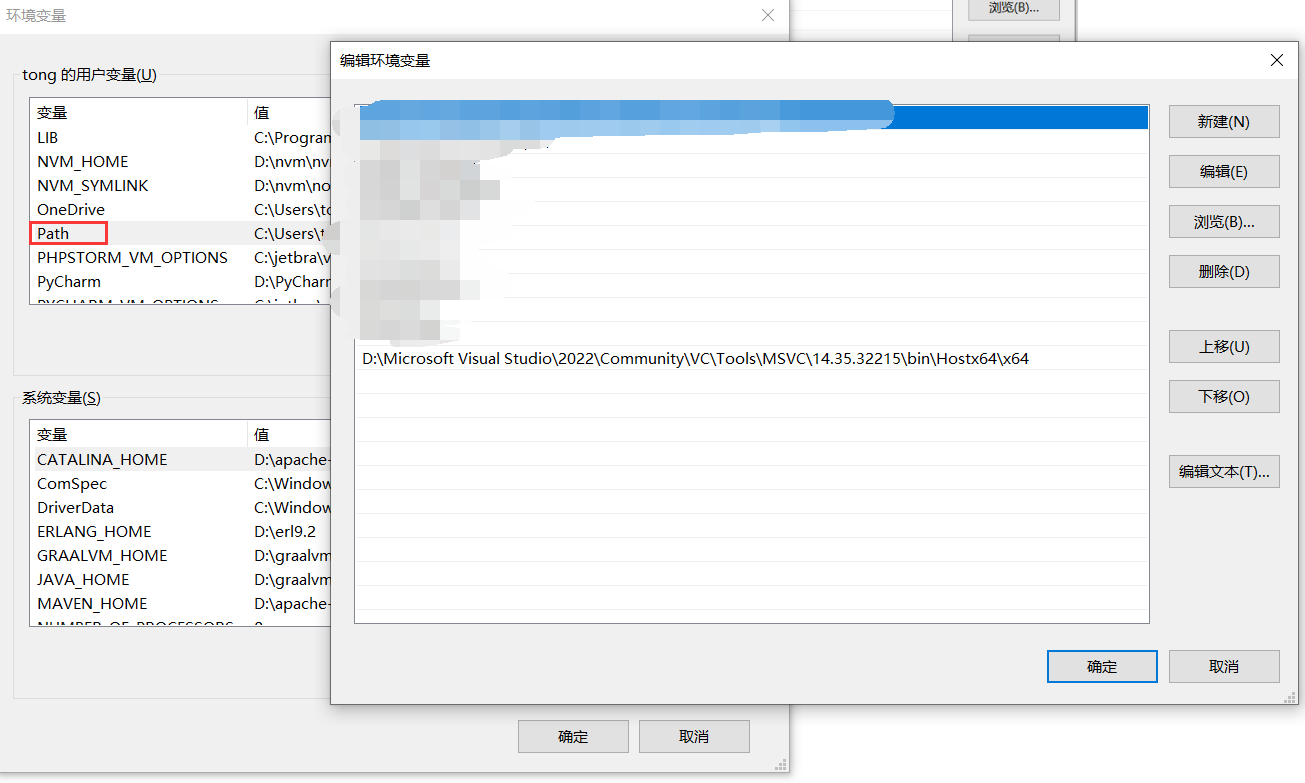 环境变量
浏览(B)...
tong 的用户变量(U)
变量 值
LIB C:\Program
NVM_HOME D:\nvm\nv
NVM_SYMLINK D:\nvm\no
OneDrive C:\Users\to
Path C:\Users\t
PHPSTORM_VM_OPTIONS C:\jetbra\v
PyCharm D:\PyCharm
PYCHARM_VM_OPTIONS
系统变量(S)
变量 值
CATALINA_HOME D:\apache-
ComSpec C:\Window
DriverData C:\Window
ERLANG_HOME D:\erl9.2
GRAALVM_HOME D:\graalvm
JAVA_HOME D:\graalvm
MAVEN_HOME D:\apache-
NUMBER_OF_PROCESSORS
确定
取消
编辑环境变量
D:\Microsoft Visual Studio\2022\Community\VC\Tools\MSVC\14.35.32215\bin\Hostx64\x64
新建(N)
编辑(E)
浏览(B)...
删除(D)
上移(U)
下移(O)
编辑文本(T)...
确定
取消